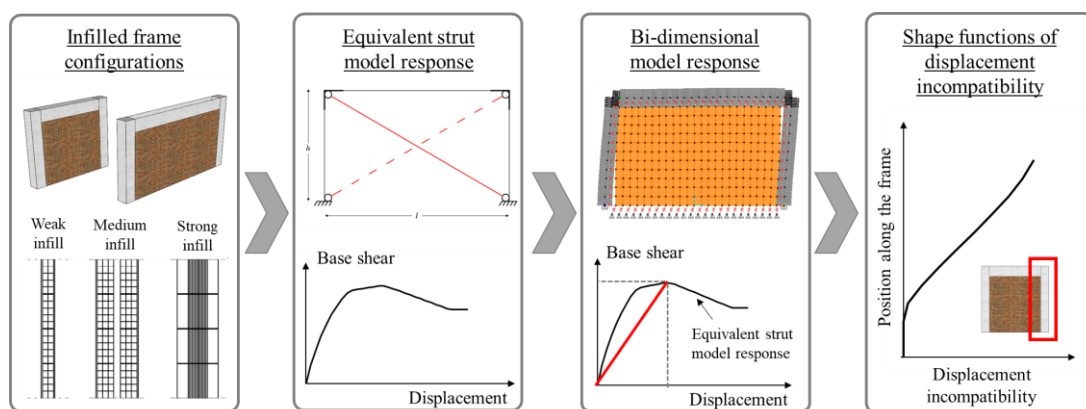 Infilled frame
configurations
Weak
infill
Medium
infill
Strong
infill
Equivalent strut
model response
h
l
Base shear
Displacement
Bi-dimensional
model response
Base shear
Equivalent strut
model response
Displacement
Shape functions of
displacement
incompatibility
Position along the frame
Displacement
incompatibility